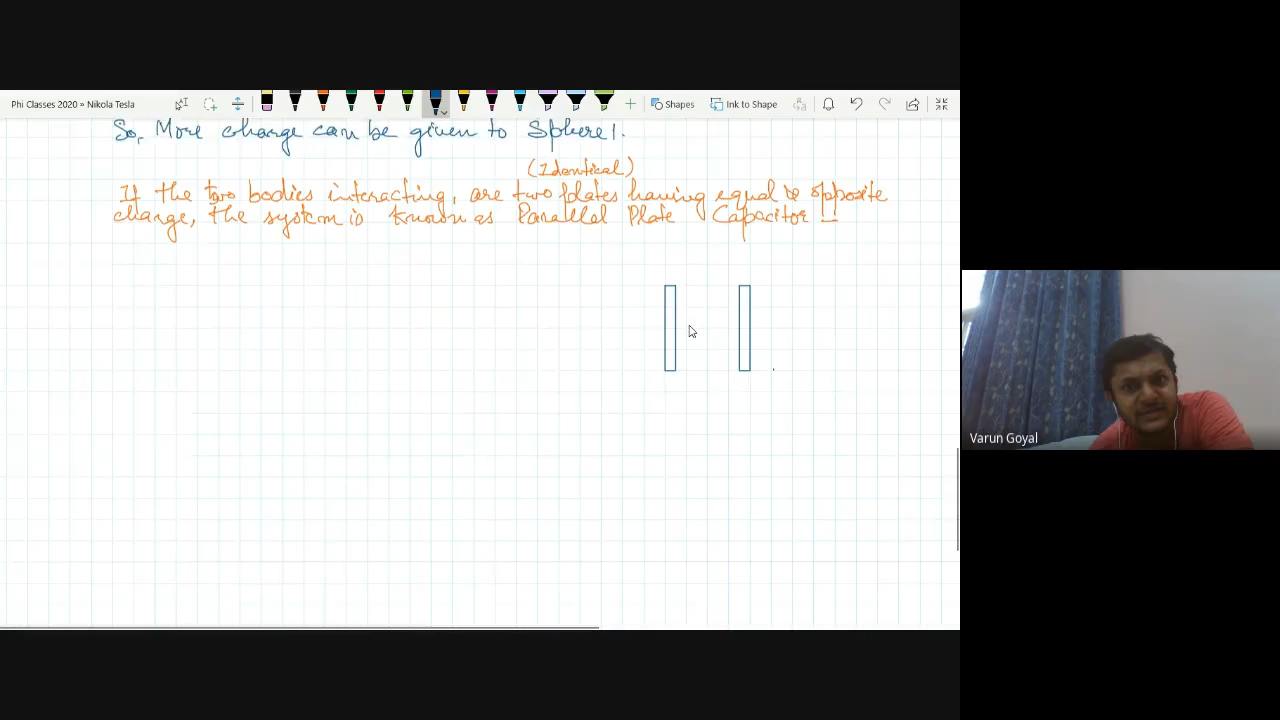 Phi Classes 2020 » Nikola Tesla
Shapes
Ink to Shape
So, More charge can be given to Sphere 1.
(Identical)
If the two bodies interacting, are two plates having equal & opposite
charge, the system is known as Parallel Plate Capacitor
Varun Goyal